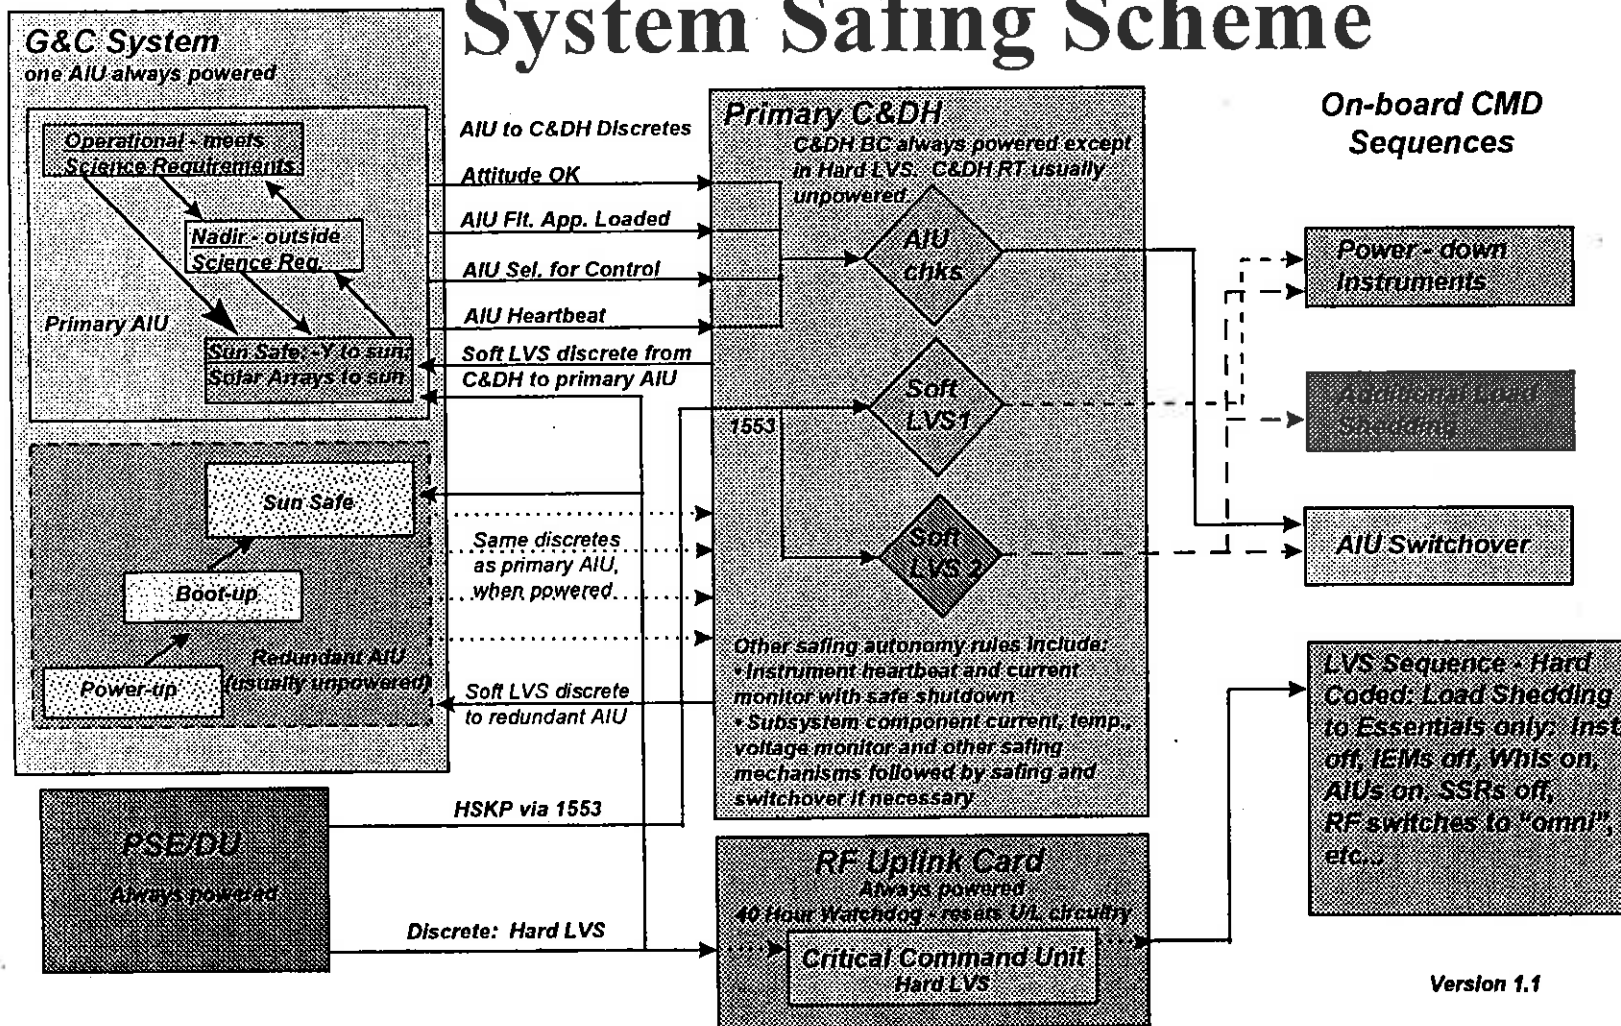 System Safing Scheme
G&C System
one AIU always powered
Operational - meets
Science Requirements
Nadir - outside
Science Req.
Primary AIU
Sun Safe: -Y to sun;
Solar Arrays to sun
Sun Safe
Boot-up
Power-up
Redundant AIU
(usually unpowered)
AIU to C&DH Discretes
Attitude OK
AIU Flt. App. Loaded
AIU Sel. for Control
AIU Heartbeat
Soft LVS discrete from
C&DH to primary AIU
Same discretes
as primary AIU,
when powered
Soft LVS discrete
to redundant AIU
Primary C&DH
C&DH BC always powered except
in Hard LVS. C&DH RT usually
unpowered.
AIU
chks
Soft
LVS1
1553
Soft
LVS 2
Other safing autonomy rules include:
• Instrument heartbeat and current
monitor with safe shutdown
• Subsystem component current, temp.,
voltage monitor and other safing
mechanisms followed by safing and
switchover if necessary
On-board CMD
Sequences
Power - down
Instruments
Additional Load
Shedding
AIU Switchover
LVS Sequence - Hard
Coded: Load Shedding
to Essentials only: Inst
off, IEMs off, Whls on,
AIUs on, SSRs off,
RF switches to "omni",
etc...
PSE/DU
Always powered
HSKP via 1553
Discrete: Hard LVS
RF Uplink Card
Always powered
40 Hour Watchdog - resets U/L circuitry
Critical Command Unit
Hard LVS
Version 1.1